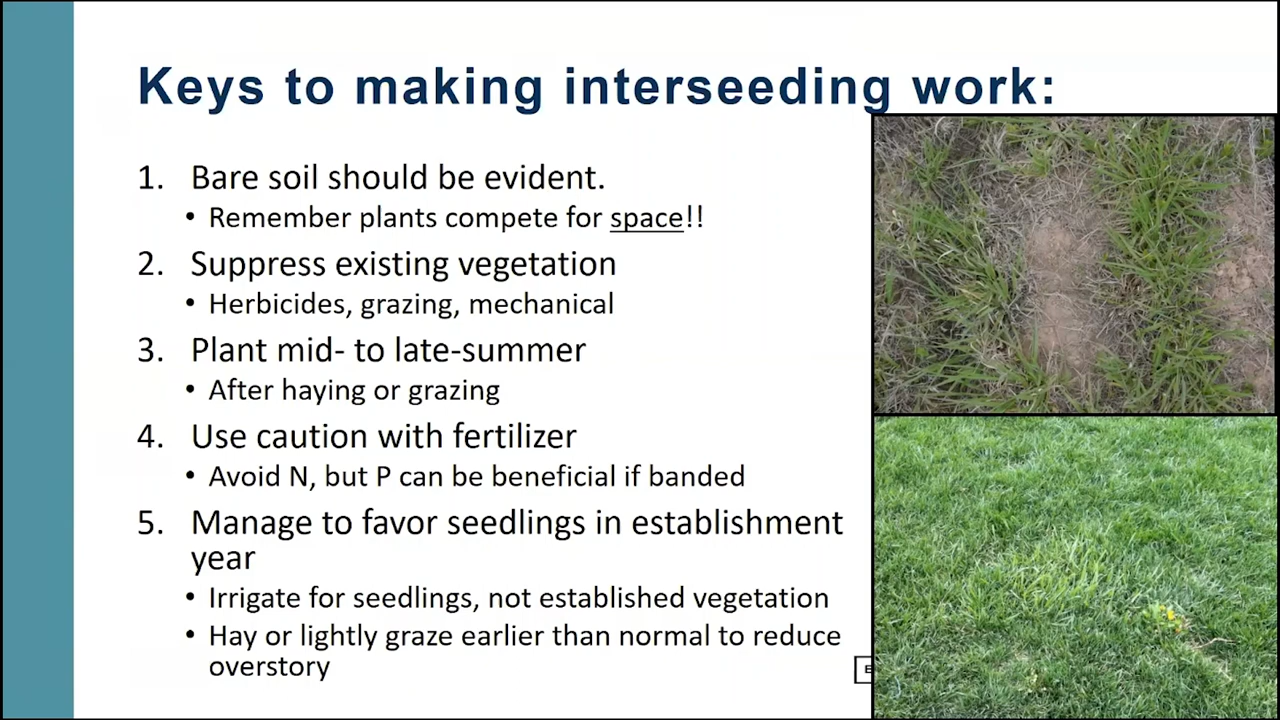 Keys to making interseeding work:
1. Bare soil should be evident.
• Remember plants compete for space!!
2. Suppress existing vegetation
• Herbicides, grazing, mechanical
3. Plant mid- to late-summer
• After haying or grazing
4. Use caution with fertilizer
• Avoid N, but P can be beneficial if banded
5. Manage to favor seedlings in establishment
year
• Irrigate for seedlings, not established vegetation
• Hay or lightly graze earlier than normal to reduce
overstory